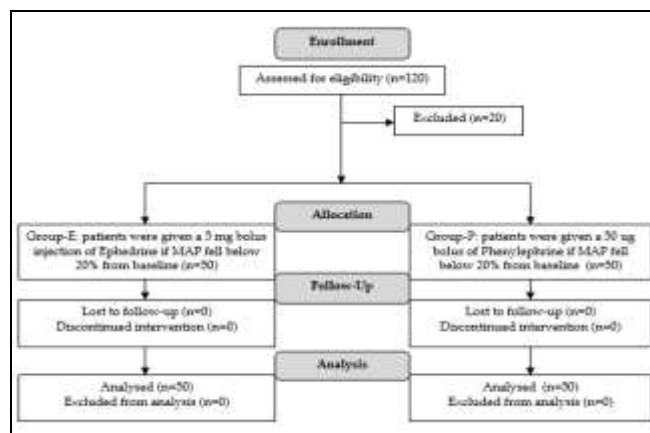 Enrollment
Assessed for eligibility (n=120)
Excluded (n=20)
Allocation
Group-E: patients were given a 5 mg bolus
injection of Ephedrine if MAP fell below
20% from baseline (n=50)
Group-P: patients were given a 50 ug
bolus of Phenylephrine if MAP fell
below 20% from baseline (n=50)
Follow-Up
Lost to follow-up (n=0)
Discontinued intervention (n=0)
Lost to follow-up (n=0)
Discontinued intervention (n=0)
Analysis
Analysed (n=50)
Excluded from analysis (n=0)
Analysed (n=50)
Excluded from analysis (n=0)